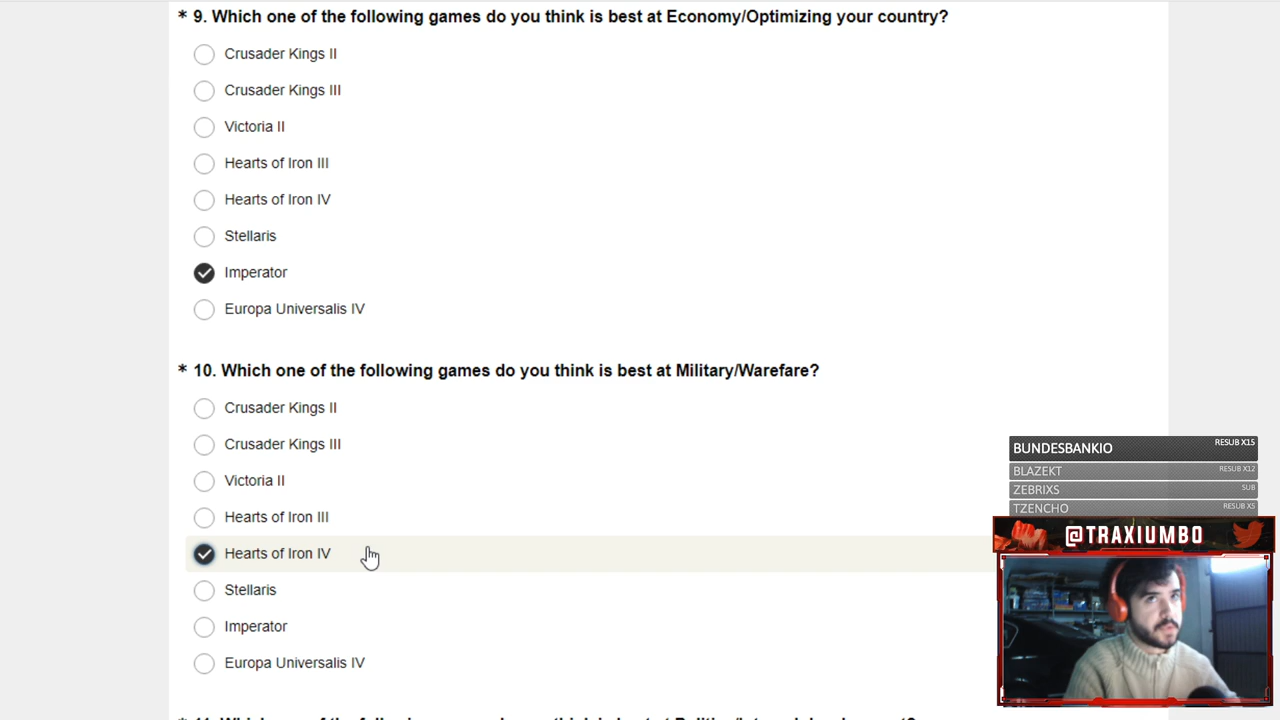 * 9. Which one of the following games do you think is best at Economy/Optimizing your country?
Crusader Kings II
Crusader Kings III
Victoria II
Hearts of Iron III
Hearts of Iron IV
Stellaris
Imperator
Europa Universalis IV
* 10. Which one of the following games do you think is best at Military/Warefare?
Crusader Kings II
Crusader Kings III
Victoria II
Hearts of Iron III
Hearts of Iron IV
Stellaris
Imperator
Europa Universalis IV
BUNDESBANKIO RESUB X15
BLAZEKT RESUB X12
ZEBRIXS SUB
TZENCHO RESUB X5
@TRAXIUMBO